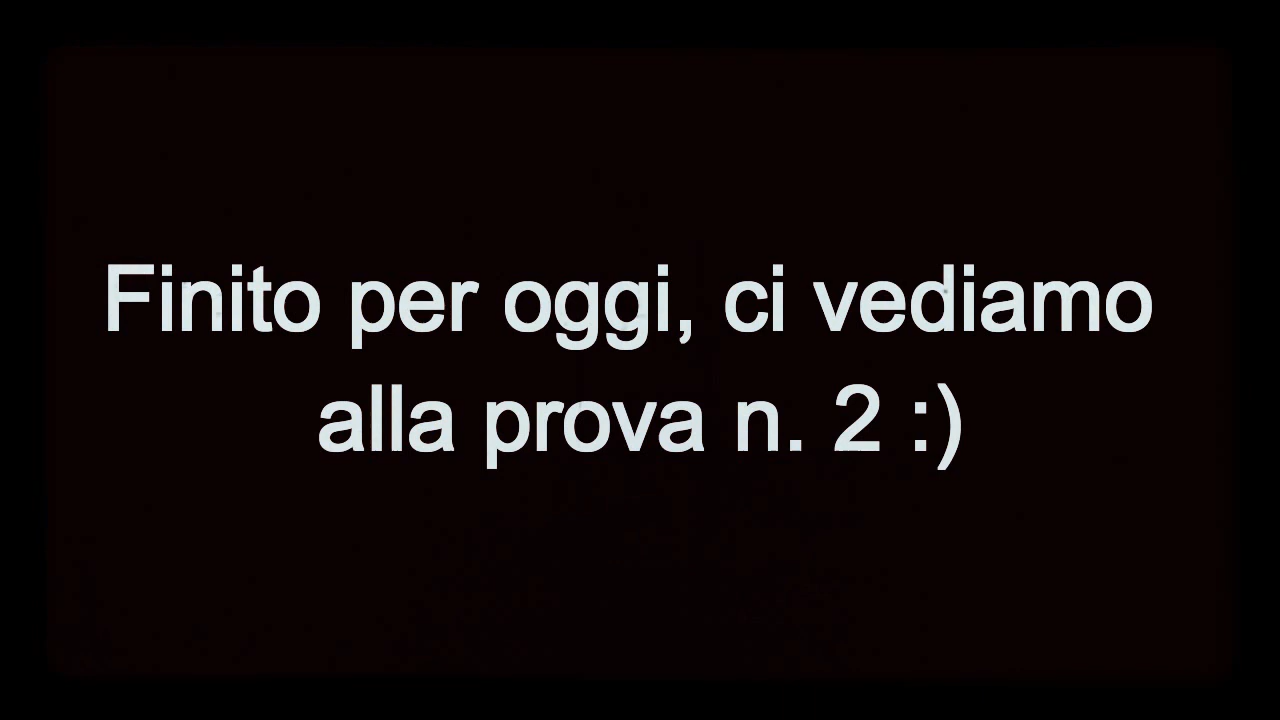 Finito per oggi, ci vediamo
alla prova n. 2 :)